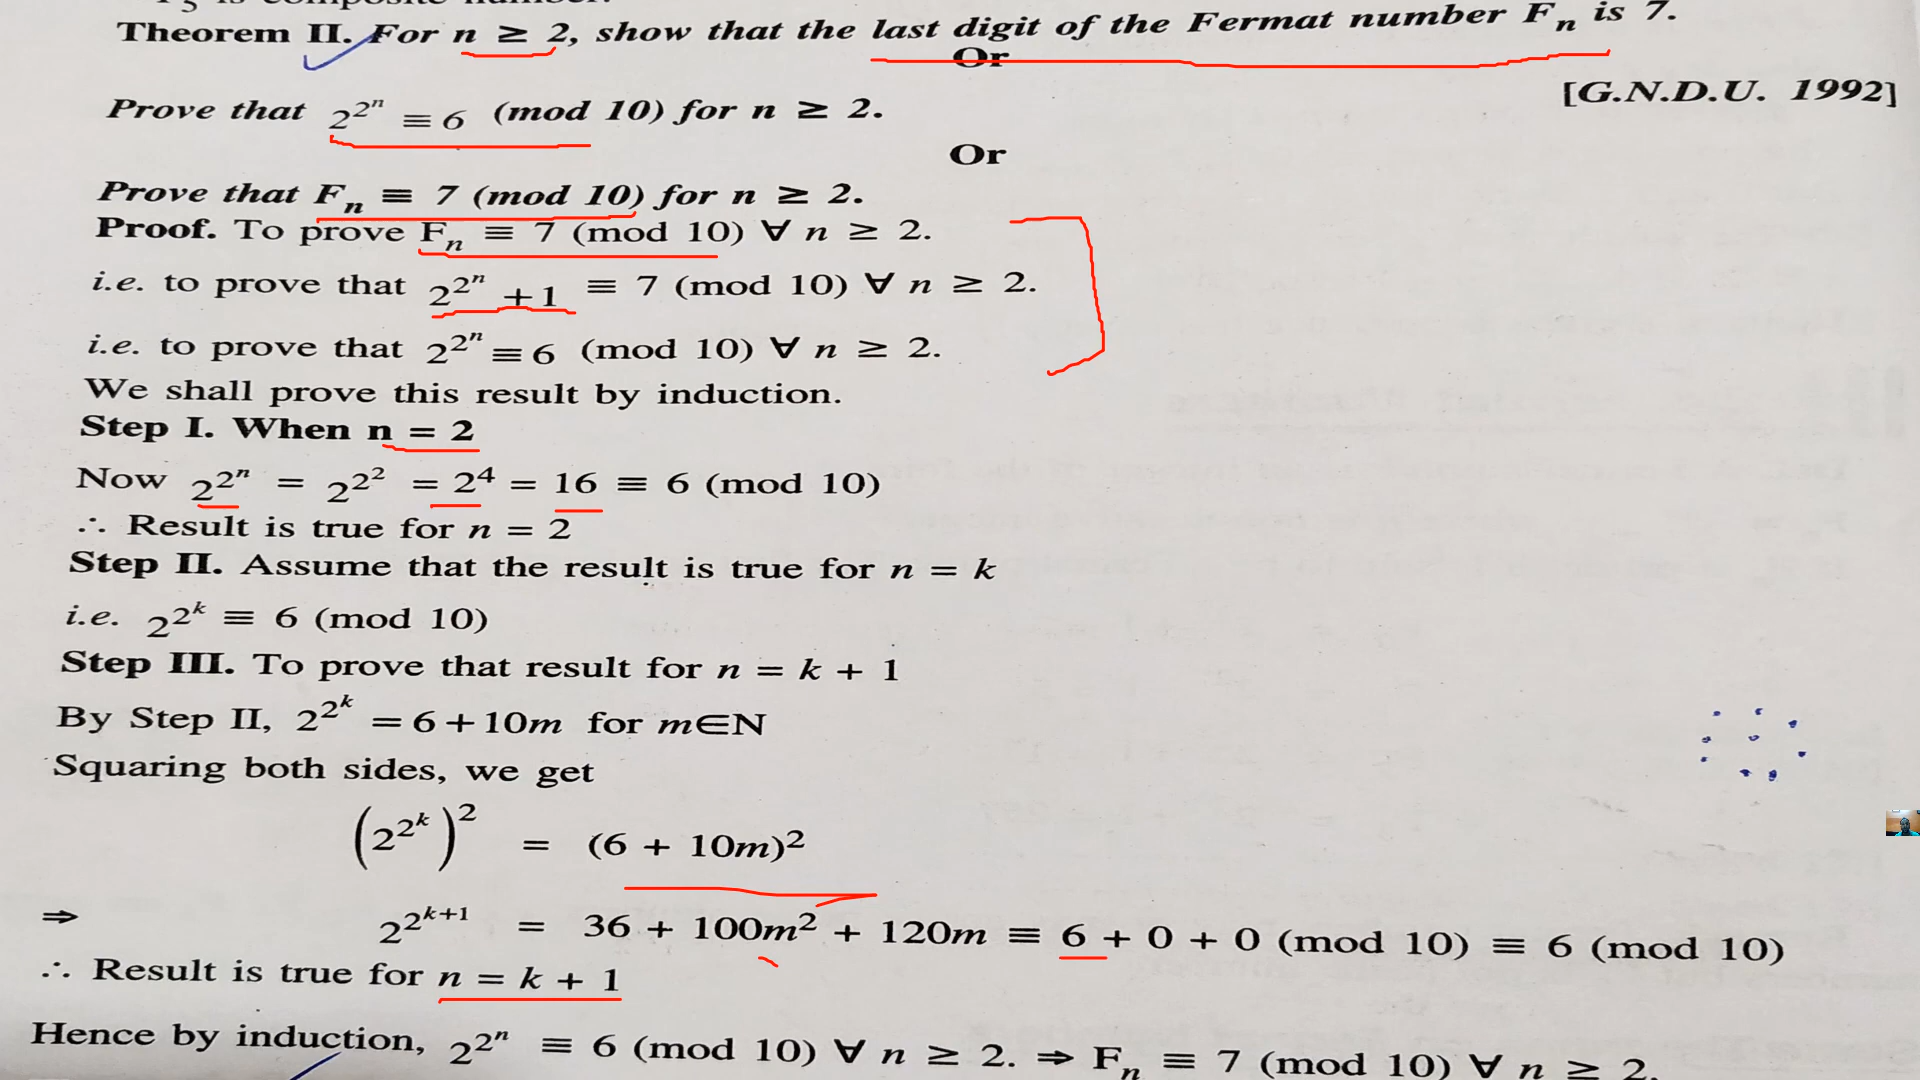 F₅ is composite number.
Theorem II. For n ≥ 2, show that the last digit of the Fermat number Fₙ is 7.
Or
[G.N.D.U. 1992]
Prove that 2^{2^n} ≡ 6 (mod 10) for n ≥ 2.
Or
Prove that Fₙ ≡ 7 (mod 10) for n ≥ 2.
Proof. To prove Fₙ ≡ 7 (mod 10) ∀ n ≥ 2.
i.e. to prove that 2^{2^n} + 1 ≡ 7 (mod 10) ∀ n ≥ 2.
i.e. to prove that 2^{2^n} ≡ 6 (mod 10) ∀ n ≥ 2.
We shall prove this result by induction.
Step I. When n = 2
Now 2^{2^n} = 2^{2^2} = 2^4 = 16 ≡ 6 (mod 10)
∴ Result is true for n = 2
Step II. Assume that the result is true for n = k
i.e. 2^{2^k} ≡ 6 (mod 10)
Step III. To prove that result for n = k + 1
By Step II, 2^{2^k} = 6 + 10m for m∈N
Squaring both sides, we get
(2^{2^k})^2 = (6 + 10m)^2
⇒ 2^{2^{k+1}} = 36 + 100m^2 + 120m ≡ 6 + 0 + 0 (mod 10) ≡ 6 (mod 10)
∴ Result is true for n = k + 1
Hence by induction, 2^{2^n} ≡ 6 (mod 10) ∀ n ≥ 2. ⇒ Fₙ ≡ 7 (mod 10) ∀ n ≥ 2.